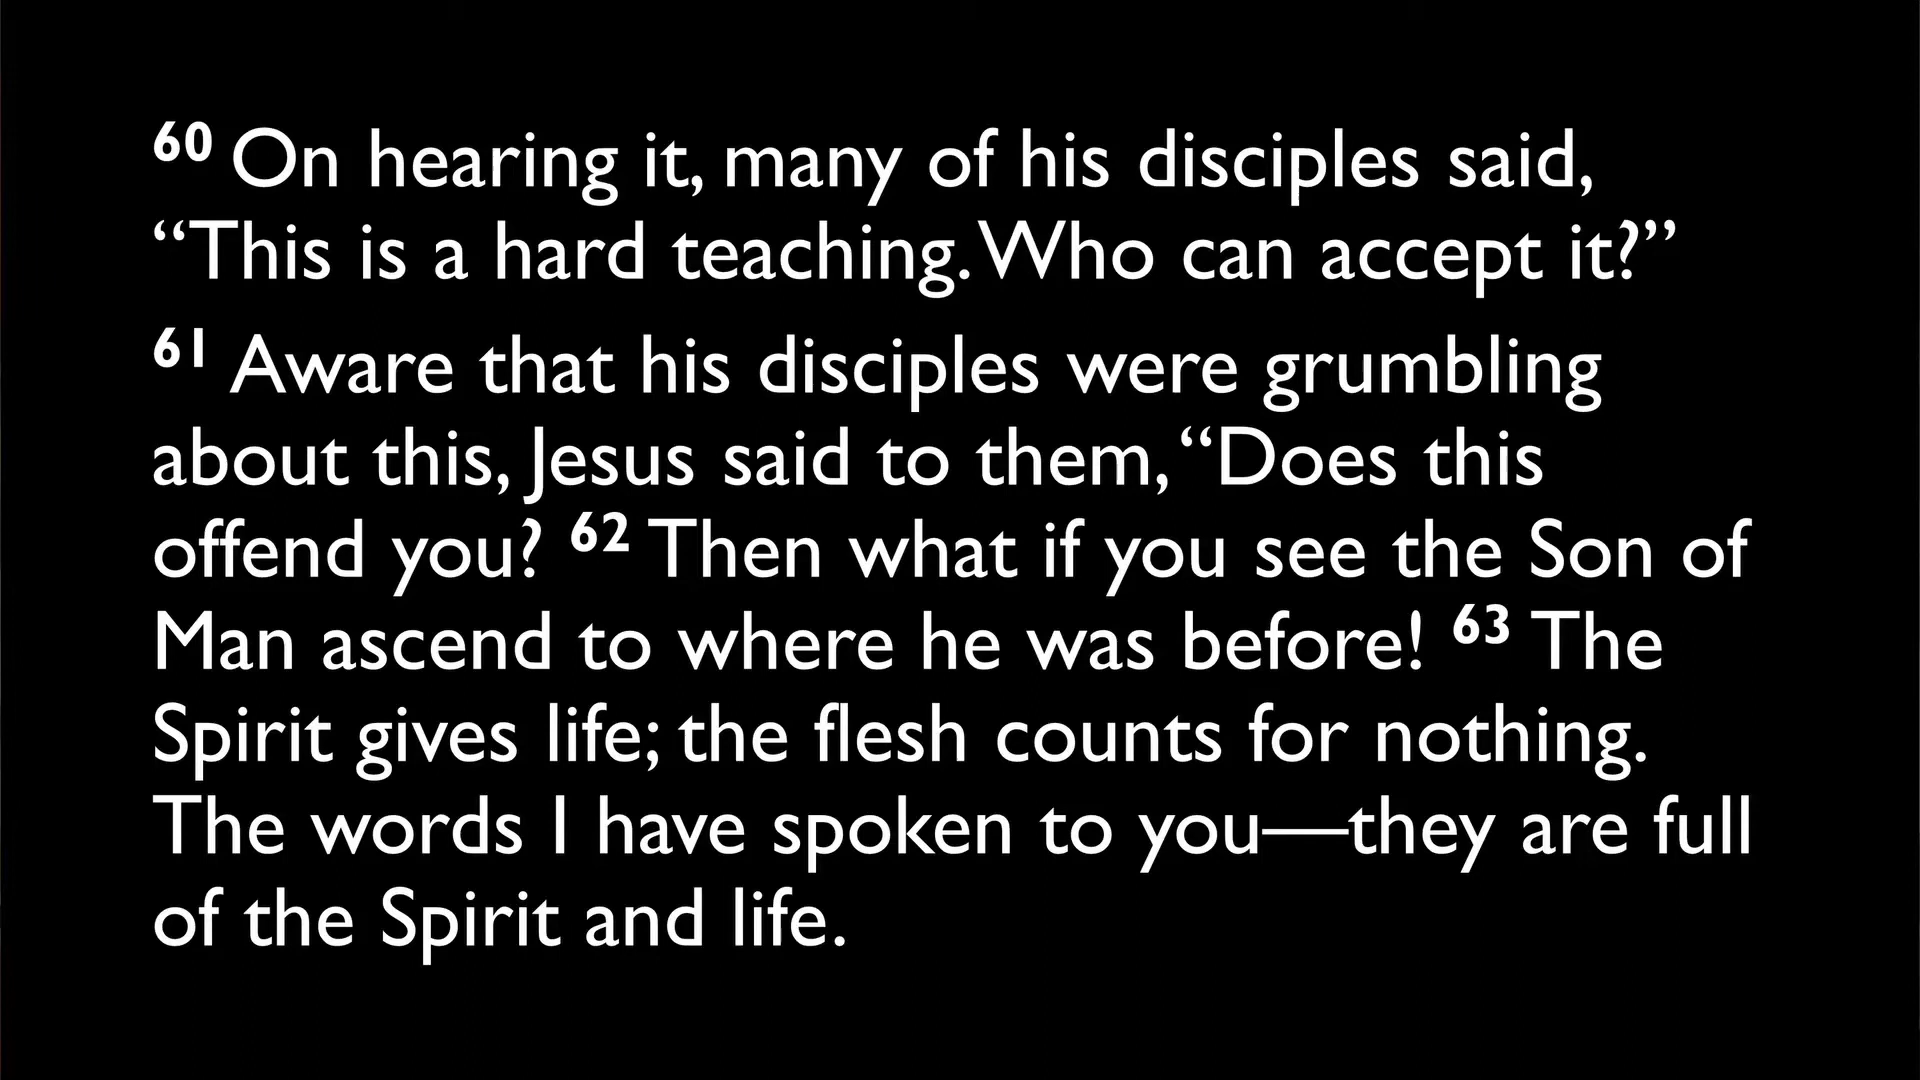 60 On hearing it, many of his disciples said,
“This is a hard teaching. Who can accept it?”
61 Aware that his disciples were grumbling
about this, Jesus said to them, “Does this
offend you? 62 Then what if you see the Son of
Man ascend to where he was before! 63 The
Spirit gives life; the flesh counts for nothing.
The words I have spoken to you—they are full
of the Spirit and life.